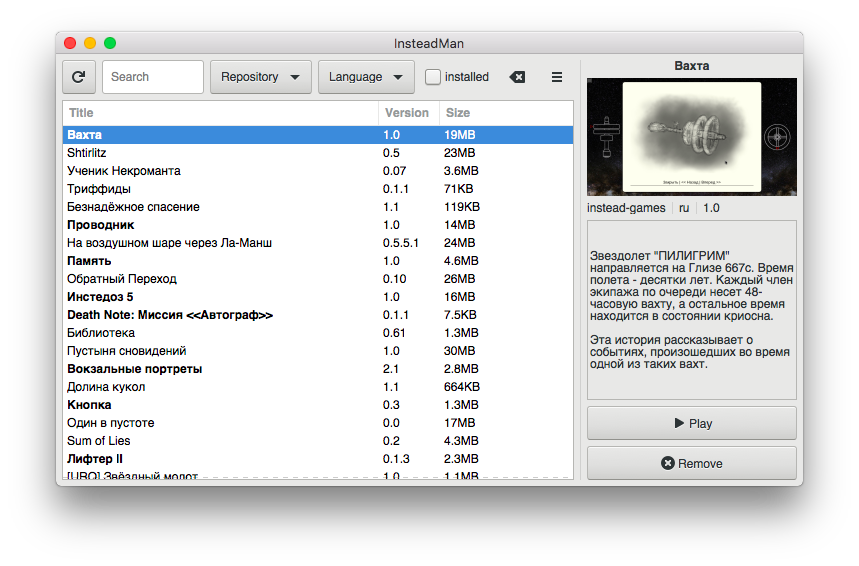 InsteadMan
Search
Repository
Language
installed
Title Version Size
Вахта 1.0 19MB
Shtirlitz 0.5 23MB
Ученик Некроманта 0.07 3.6MB
Триффиды 0.1.1 71KB
Безнадёжное спасение 1.1 119KB
Проводник 1.0 14MB
На воздушном шаре через Ла-Манш 0.5.5.1 24MB
Память 1.0 4.6MB
Обратный Переход 0.10 26MB
Инстедоз 5 1.0 16MB
Death Note: Миссия <<Автограф>> 0.1.1 7.5KB
Библиотека 0.61 1.3MB
Пустыня сновидений 1.0 30MB
Вокзальные портреты 2.1 2.8MB
Долина кукол 1.1 664KB
Кнопка 0.3 1.3MB
Один в пустоте 0.0 17MB
Sum of Lies 0.2 4.3MB
Лифтер II 0.1.3 2.3MB
[URQ] Звёздный молот 1.0 1.1MB
Вахта
Закрыть | << Назад | Вперед >>
instead-games ru 1.0
Звездолет "ПИЛИГРИМ"
направляется на Глизе 667c. Время
полета - десятки лет. Каждый член
экипажа по очереди несет 48-
часовую вахту, а остальное время
находится в состоянии криосна.
Эта история рассказывает о
событиях, произошедших во время
одной из таких вахт.
Play
Remove